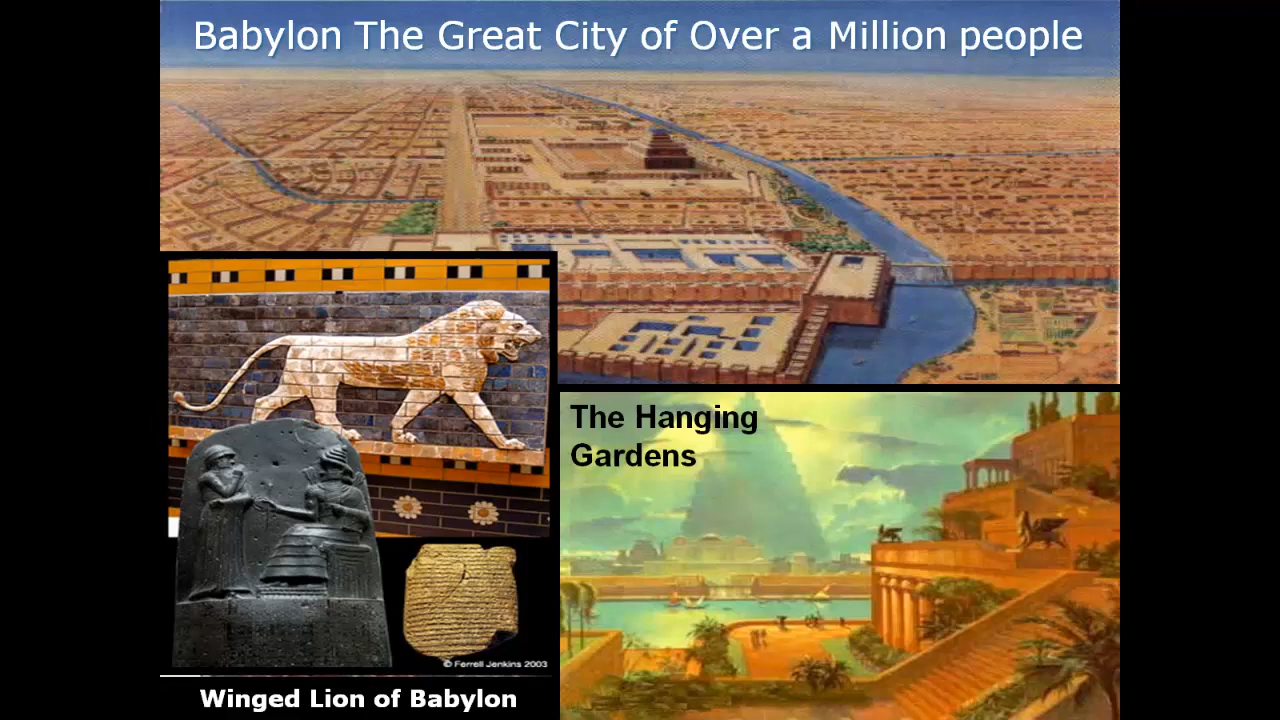 Babylon The Great City of Over a Million people
The Hanging
Gardens
© Ferrell Jenkins 2003
Winged Lion of Babylon